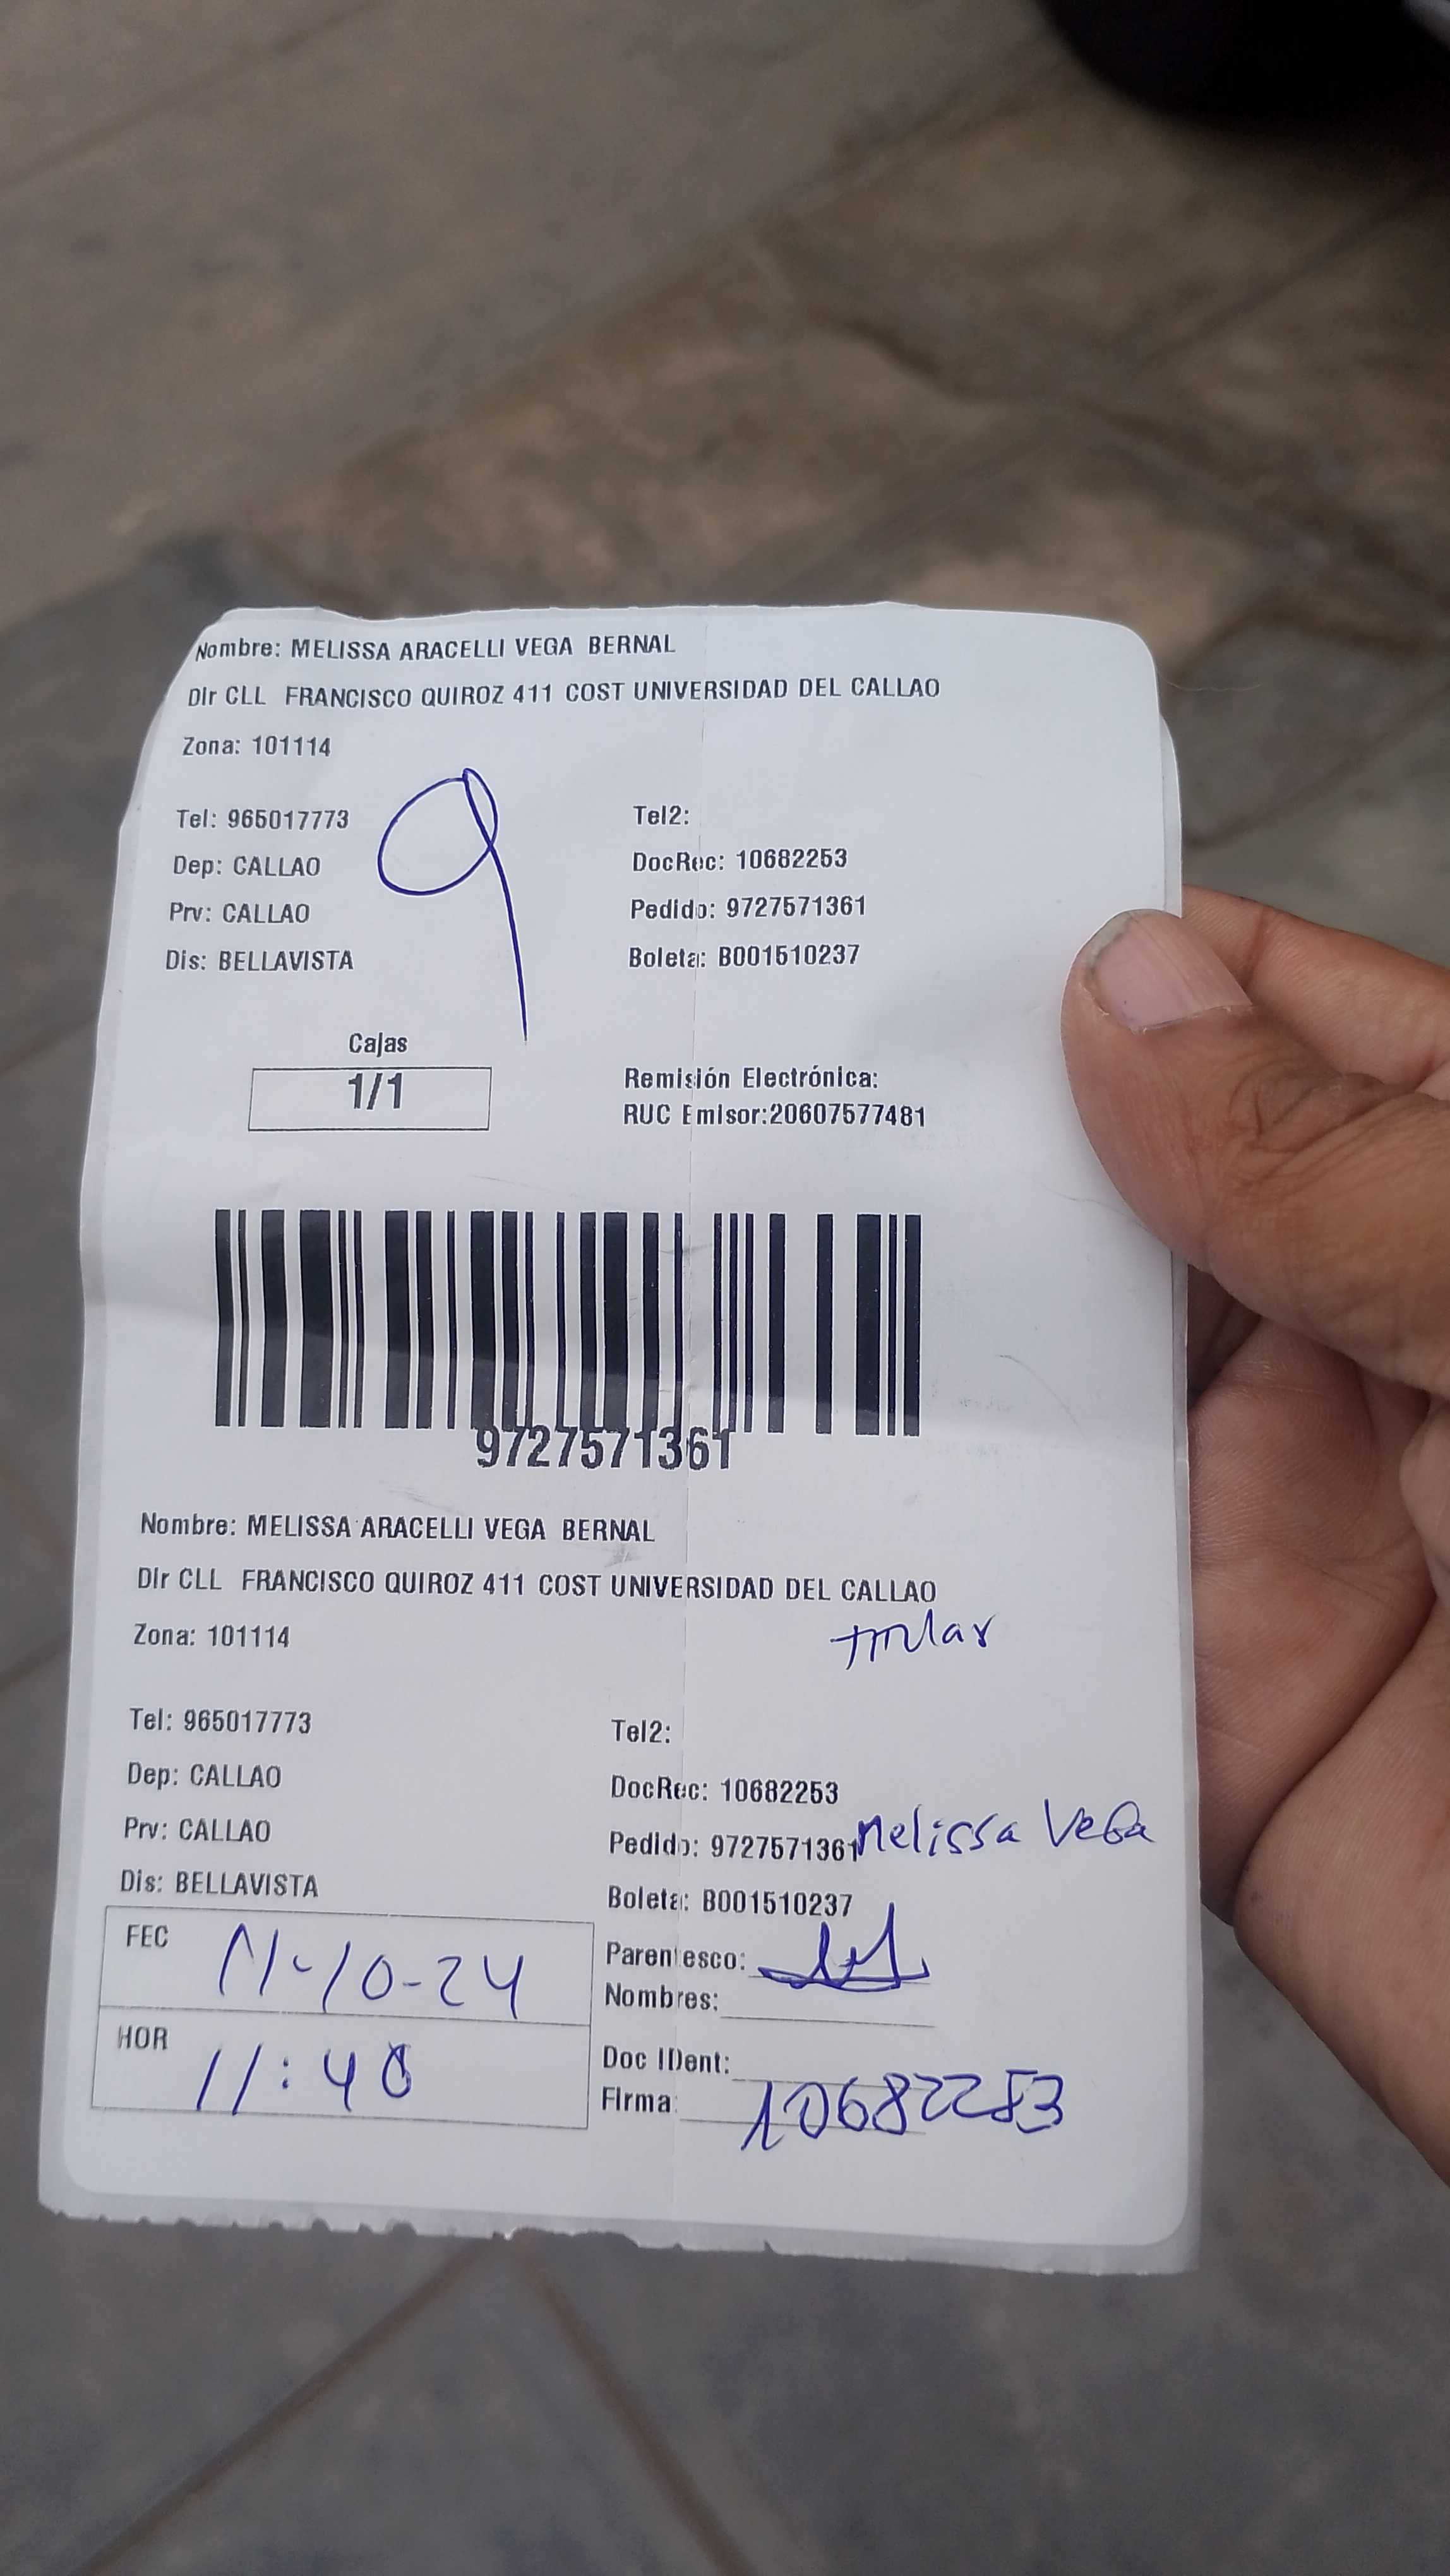 Nombre: MELISSA ARACELLI VEGA BERNAL
Dir CLL FRANCISCO QUIROZ 411 COST UNIVERSIDAD DEL CALLAO
Zona: 101114
9
Tel: 965017773 Tel2:
Dep: CALLAO DocRec: 10682253
Prv: CALLAO Pedido: 9727571361
Dis: BELLAVISTA Boleta: B001510237
Cajas
1/1
Remisión Electrónica:
RUC Emisor:20607577481
9727571361
Nombre: MELISSA ARACELLI VEGA BERNAL
Dir CLL FRANCISCO QUIROZ 411 COST UNIVERSIDAD DEL CALLAO
Zona: 101114 titular
Tel: 965017773 Tel2:
Dep: CALLAO DocRec: 10682253
Prv: CALLAO Pedido: 9727571361 Melissa Vega
Dis: BELLAVISTA Boleta: B001510237
FEC 11-10-24 Parentesco:
Nombres:
HOR 11:40 Doc IDent:
Firma: 10682253